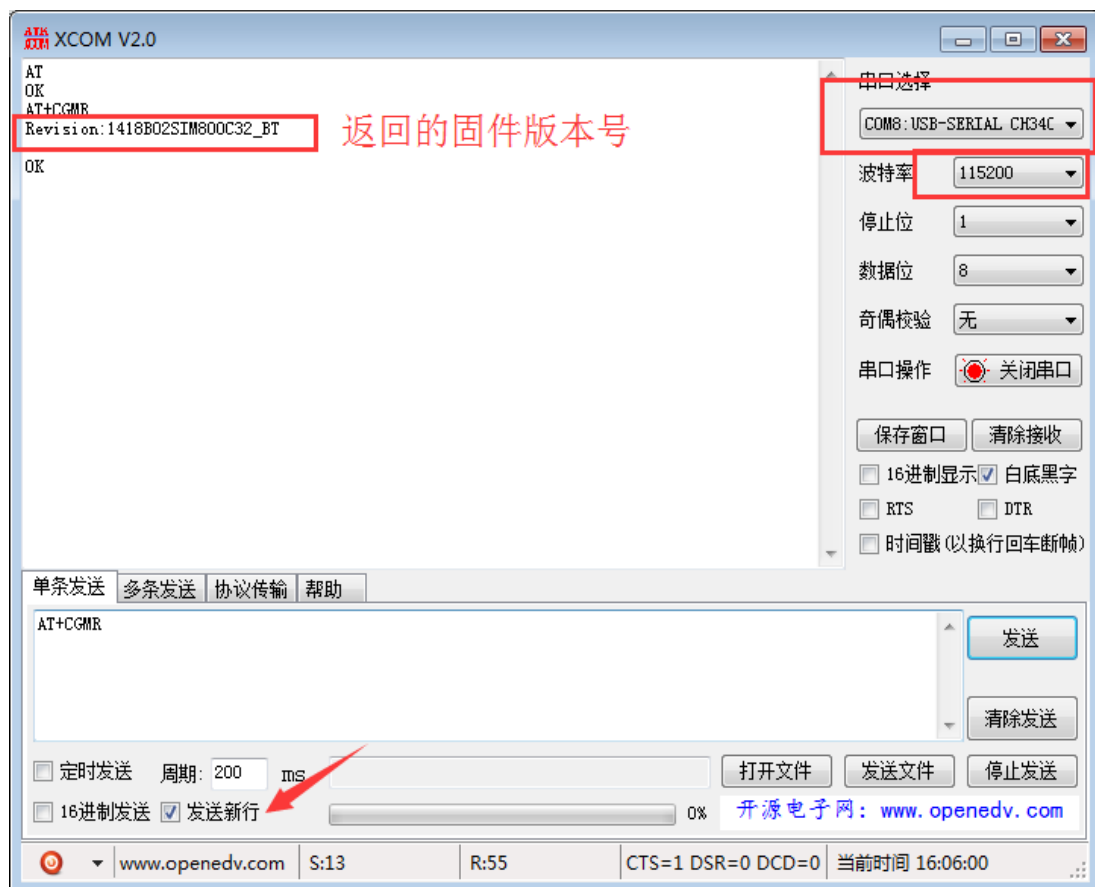 XCOM V2.0
AT
OK
AT+CGMR
Revision:1418B02SIM800C32_BT
返回的固件版本号
OK
串口选择
COM8:USB-SERIAL CH34C
波特率 115200
停止位 1
数据位 8
奇偶校验 无
串口操作 关闭串口
保存窗口 清除接收
16进制显示 白底黑字
RTS DTR
时间戳(以换行回车断帧)
单条发送 多条发送 协议传输 帮助
AT+CGMR
发送
清除发送
定时发送 周期: 200 ms 打开文件 发送文件 停止发送
16进制发送 发送新行 0% 开源电子网: www.openedv.com
www.openedv.com S:13 R:55 CTS=1 DSR=0 DCD=0 当前时间 16:06:00